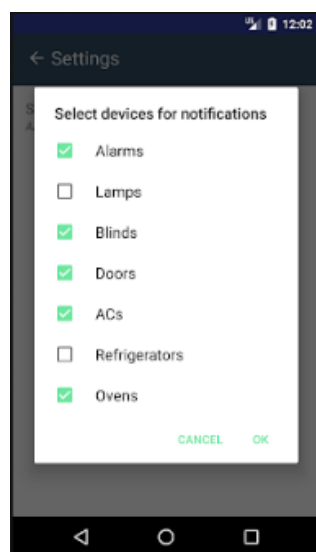 12:02
Settings
Select devices for notifications
Alarms
Lamps
Blinds
Doors
ACs
Refrigerators
Ovens
CANCEL OK